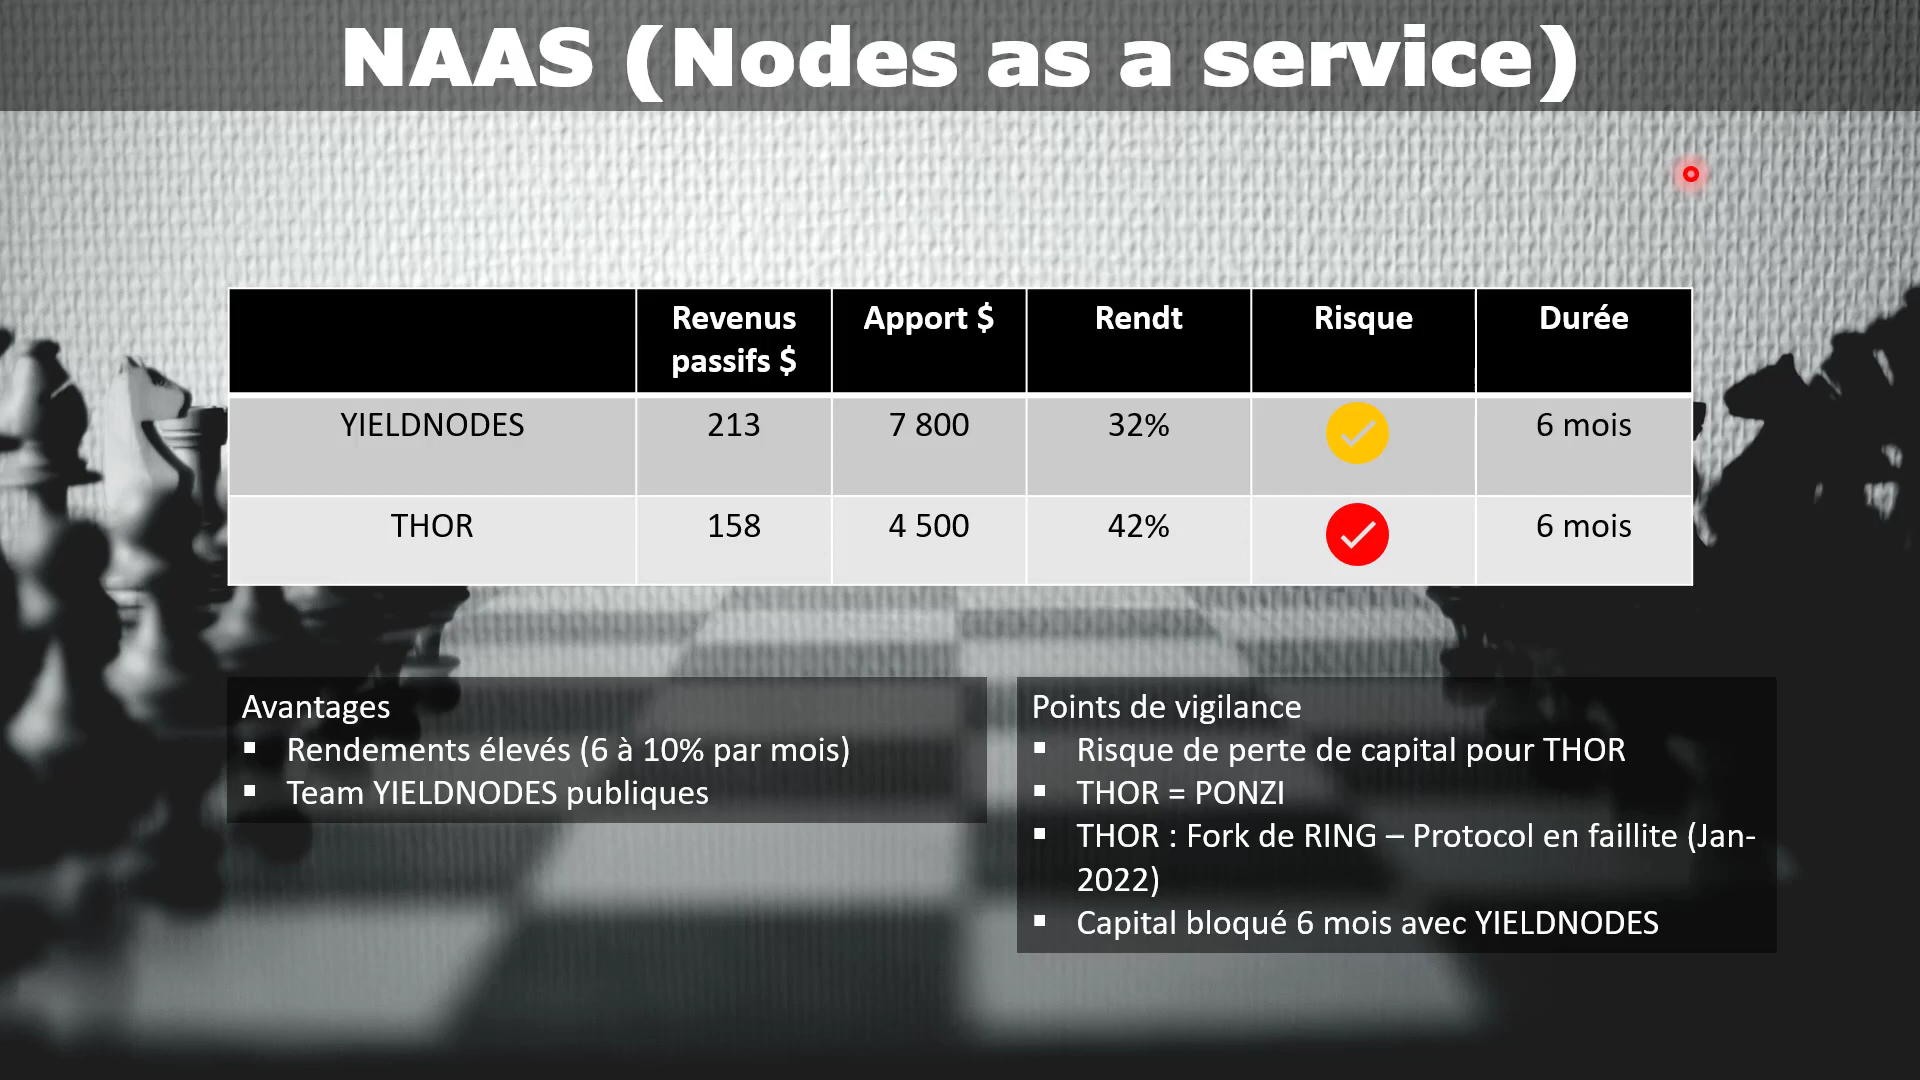 NAAS (Nodes as a service)
Revenus passifs $
Apport $
Rendt
Risque
Durée
YIELDNODES
213
7 800
32%
6 mois
THOR
158
4 500
42%
6 mois
Avantages
▪ Rendements élevés (6 à 10% par mois)
▪ Team YIELDNODES publiques
Points de vigilance
▪ Risque de perte de capital pour THOR
▪ THOR = PONZI
▪ THOR : Fork de RING – Protocol en faillite (Jan-
2022)
▪ Capital bloqué 6 mois avec YIELDNODES